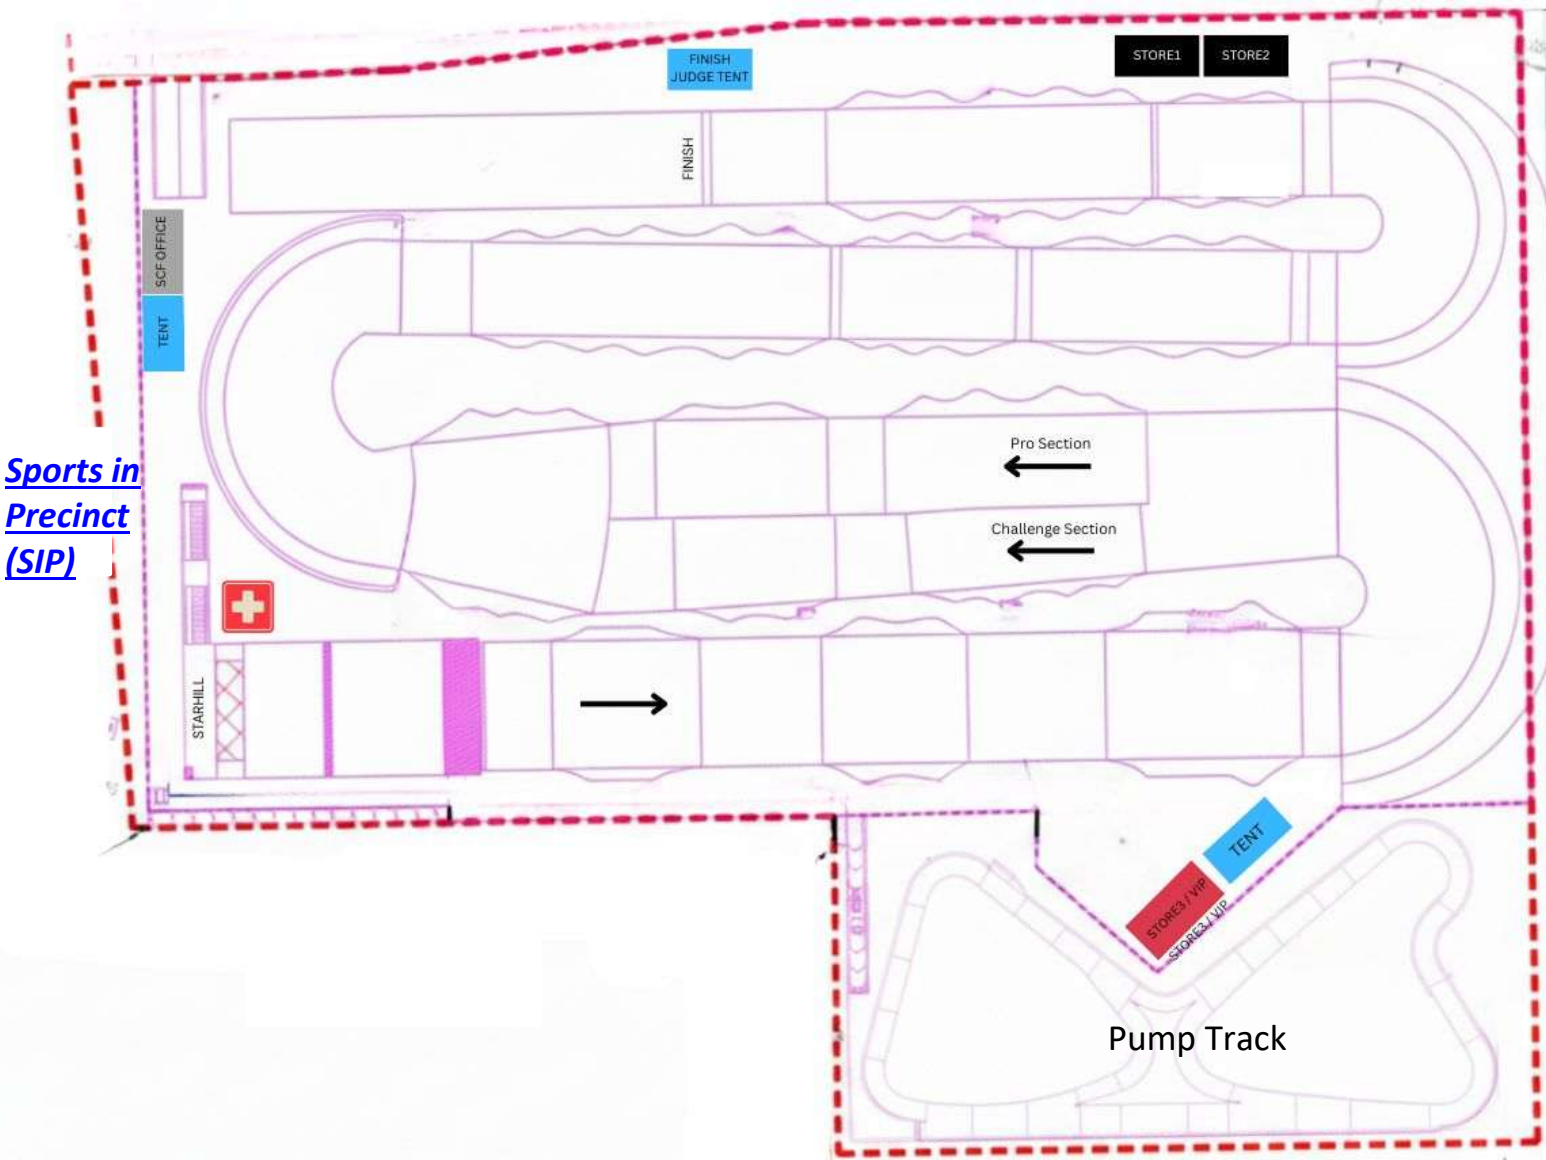 FINISH
JUDGE TENT
STORE1
STORE2
FINISH
SCF OFFICE
TENT
Sports in
Precinct
(SIP)
Pro Section
Challenge Section
STARHILL
TENT
STORE3 / VIP
STORE3 / VIP
Pump Track